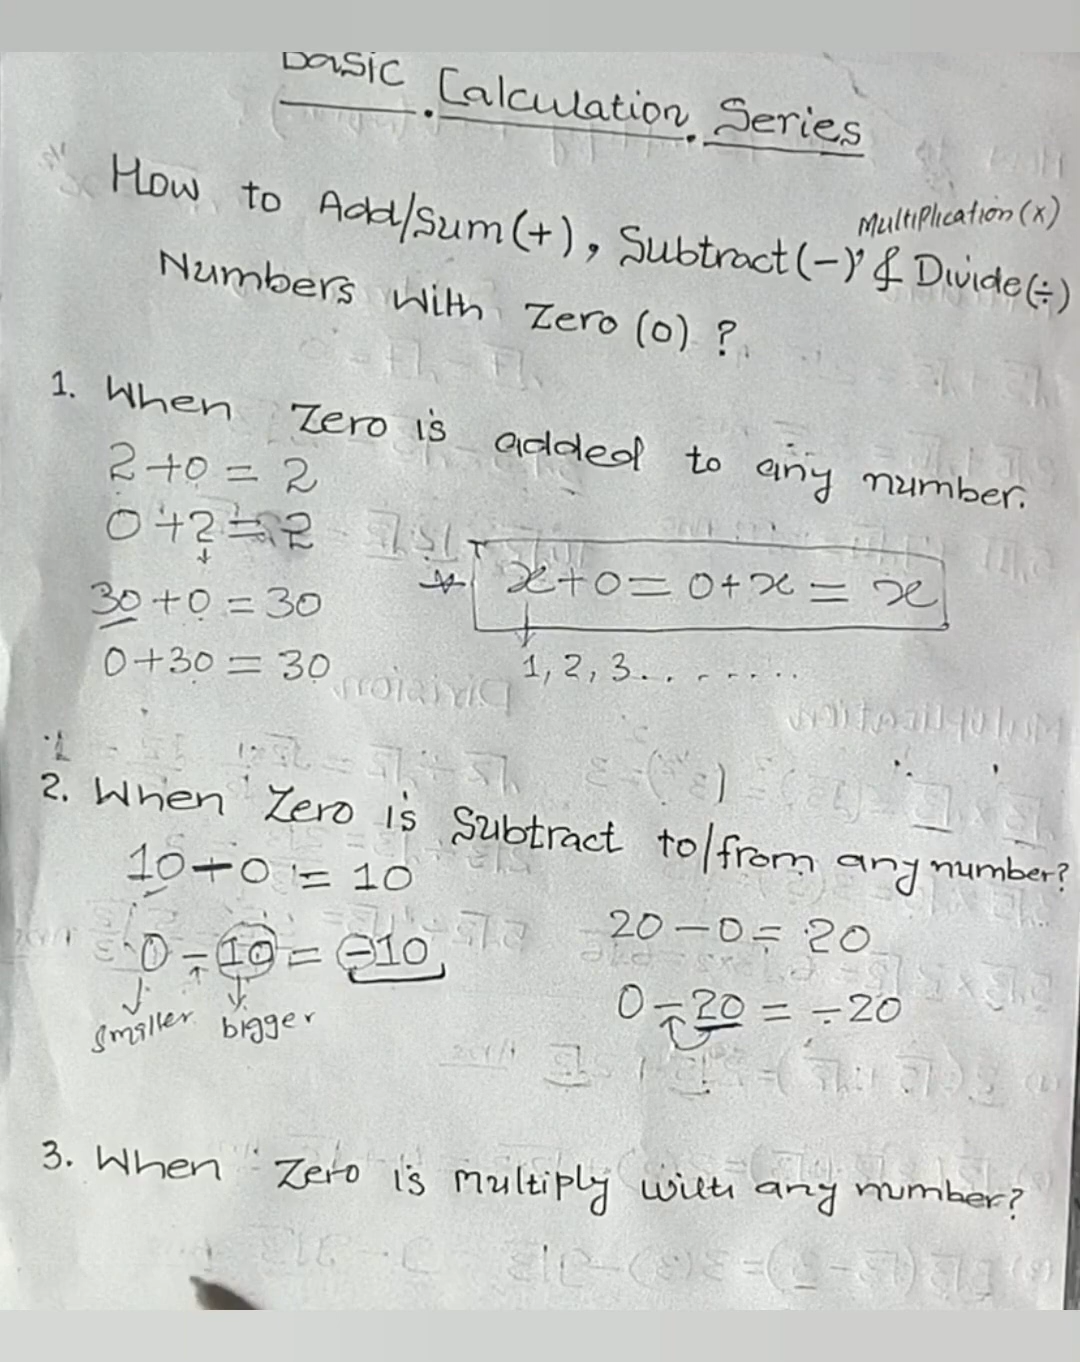 Basic Calculation Series
How to Add/Sum (+), Subtract (-), Multiplication (x) & Divide (÷)
Numbers with Zero (0) ?
1. When Zero is added to any number.
2+0 = 2
0+2 = 2
30+0 = 30
0+30 = 30
x+0 = 0+x = x
1, 2, 3........
2. When Zero is Subtract to/from any number?
10-0 = 10
0-10 = -10
smaller bigger
20-0 = 20
0-20 = -20
3. When Zero is multiply with any number?